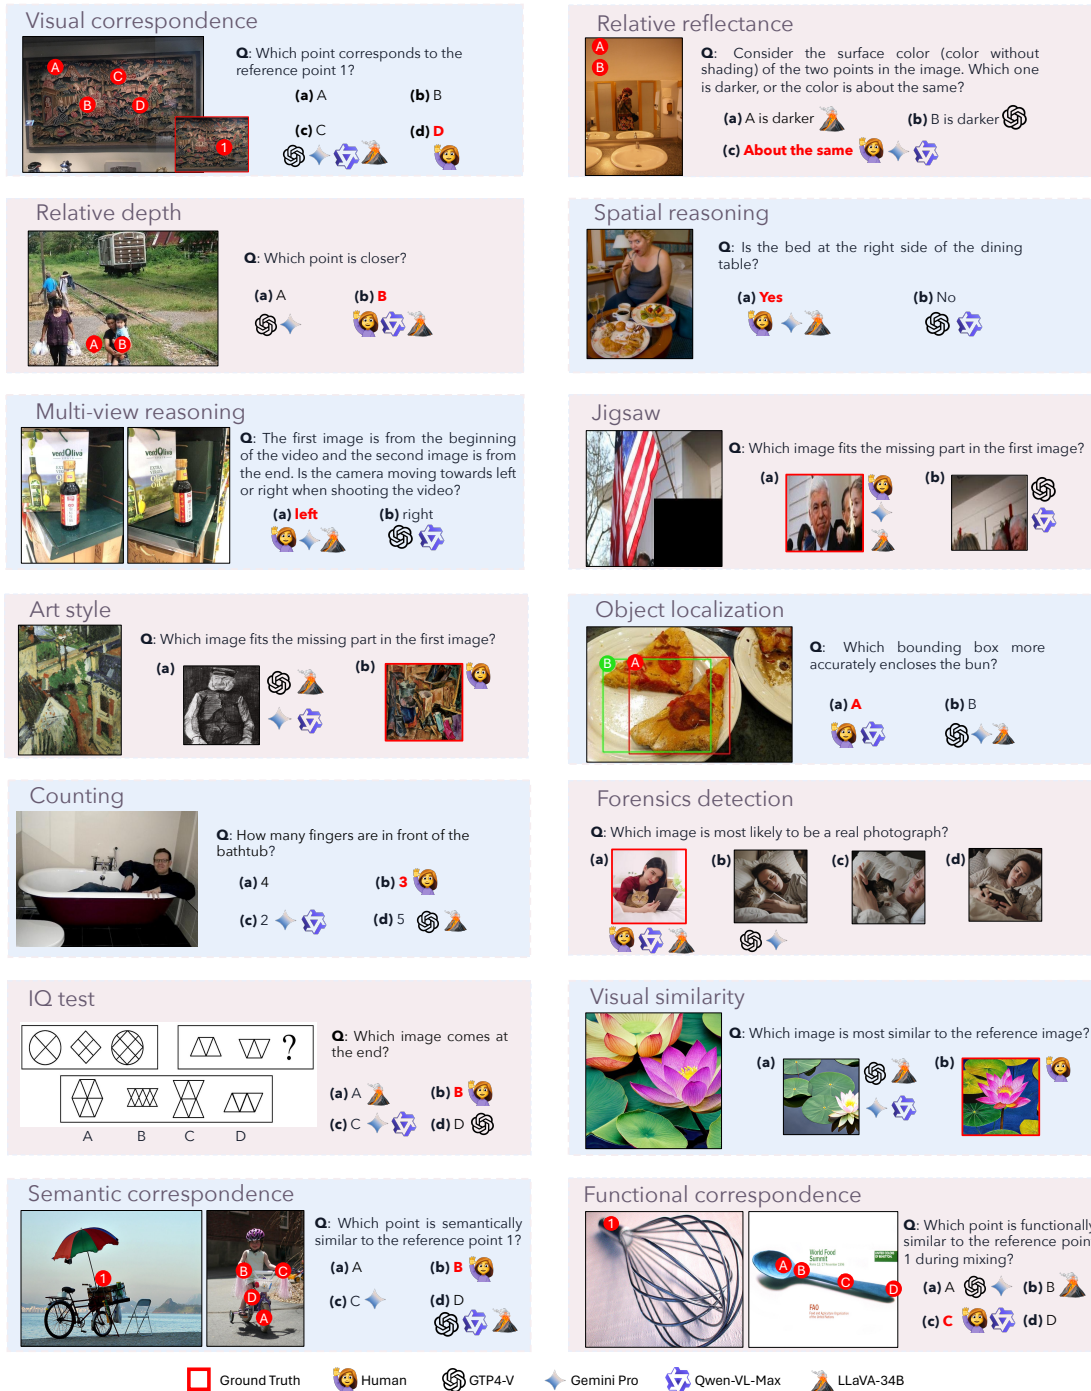 Visual correspondence
A
C
B
D
1
Q: Which point corresponds to the
reference point 1?
(a) A
(b) B
(c) C
(d) D
Relative reflectance
A
B
Q: Consider the surface color (color without
shading) of the two points in the image. Which one
is darker, or the color is about the same?
(a) A is darker
(b) B is darker
(c) About the same
Relative depth
A
B
Q: Which point is closer?
(a) A
(b) B
Spatial reasoning
Q: Is the bed at the right side of the dining
table?
(a) Yes
(b) No
Multi-view reasoning
verdOlivo
verdOlivo
Q: The first image is from the beginning
of the video and the second image is from
the end. Is the camera moving towards left
or right when shooting the video?
(a) left
(b) right
Jigsaw
Q: Which image fits the missing part in the first image?
(a)
(b)
Art style
Q: Which image fits the missing part in the first image?
(a)
(b)
Object localization
B
A
Q: Which bounding box more
accurately encloses the bun?
(a) A
(b) B
Counting
Q: How many fingers are in front of the
bathtub?
(a) 4
(b) 3
(c) 2
(d) 5
Forensics detection
Q: Which image is most likely to be a real photograph?
(a)
(b)
(c)
(d)
IQ test
?
A
B
C
D
Q: Which image comes at
the end?
(a) A
(b) B
(c) C
(d) D
Visual similarity
Q: Which image is most similar to the reference image?
(a)
(b)
Semantic correspondence
1
B
C
D
A
Q: Which point is semantically
similar to the reference point 1?
(a) A
(b) B
(c) C
(d) D
Functional correspondence
1
World Food
Summit
A
B
C
D
FAO
Q: Which point is functionally
similar to the reference point
1 during mixing?
(a) A
(b) B
(c) C
(d) D
Ground Truth
Human
GTP4-V
Gemini Pro
Qwen-VL-Max
LLaVA-34B